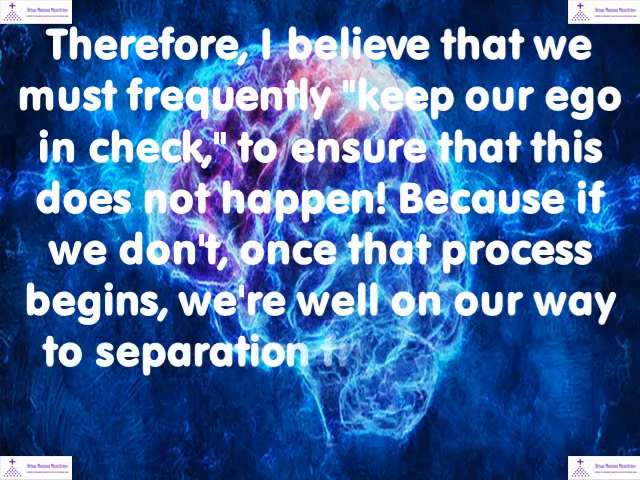 Therefore, I believe that we
must frequently "keep our ego
in check," to ensure that this
does not happen! Because if
we don't, once that process
begins, we're well on our way
to separation